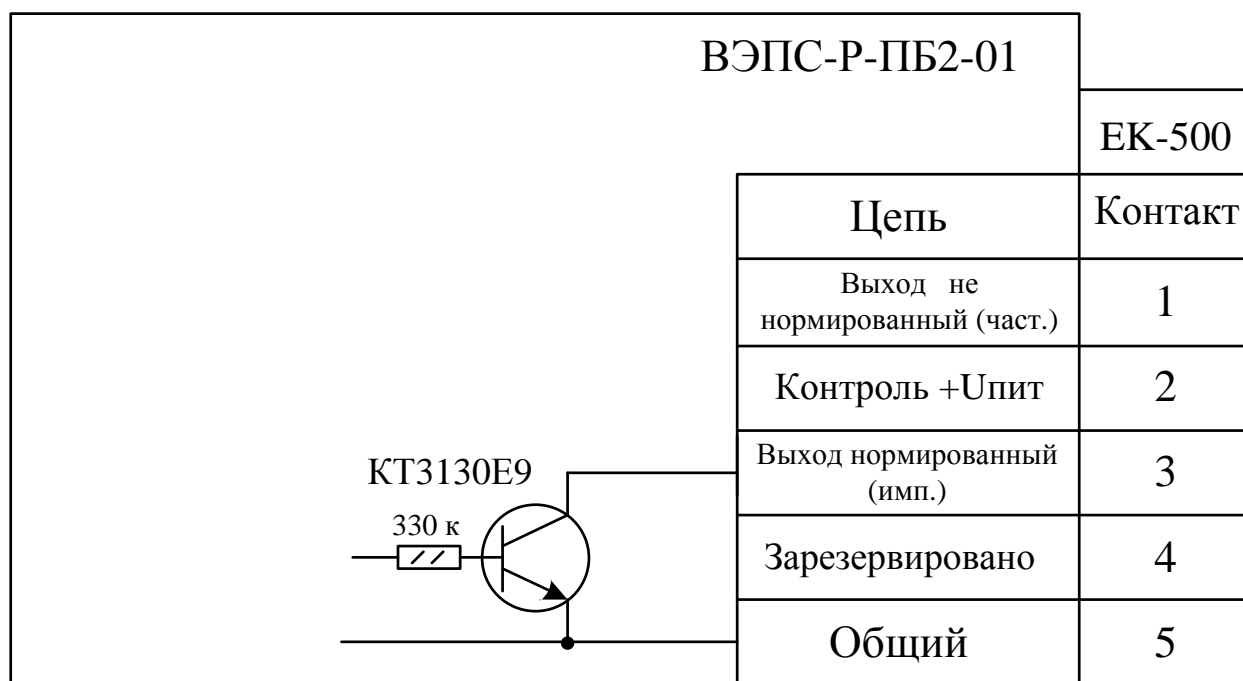 ВЭПС-Р-ПБ2-01
ЕК-500
Цепь Контакт
Выход не
нормированный (част.)
1
Контроль +Uпит 2
Выход нормированный
(имп.)
3
КТ3130Е9
330 к
Зарезервировано 4
Общий 5